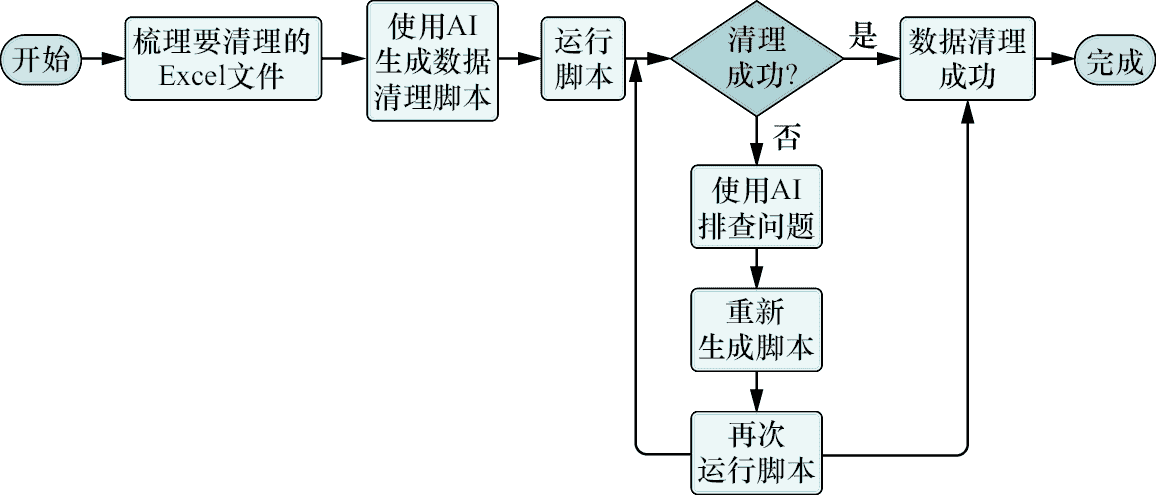 开始
梳理要清理的
Excel文件
使用AI
生成数据
清理脚本
运行
脚本
清理
成功?
是
数据清理
成功
完成
否
使用AI
排查问题
重新
生成脚本
再次
运行脚本